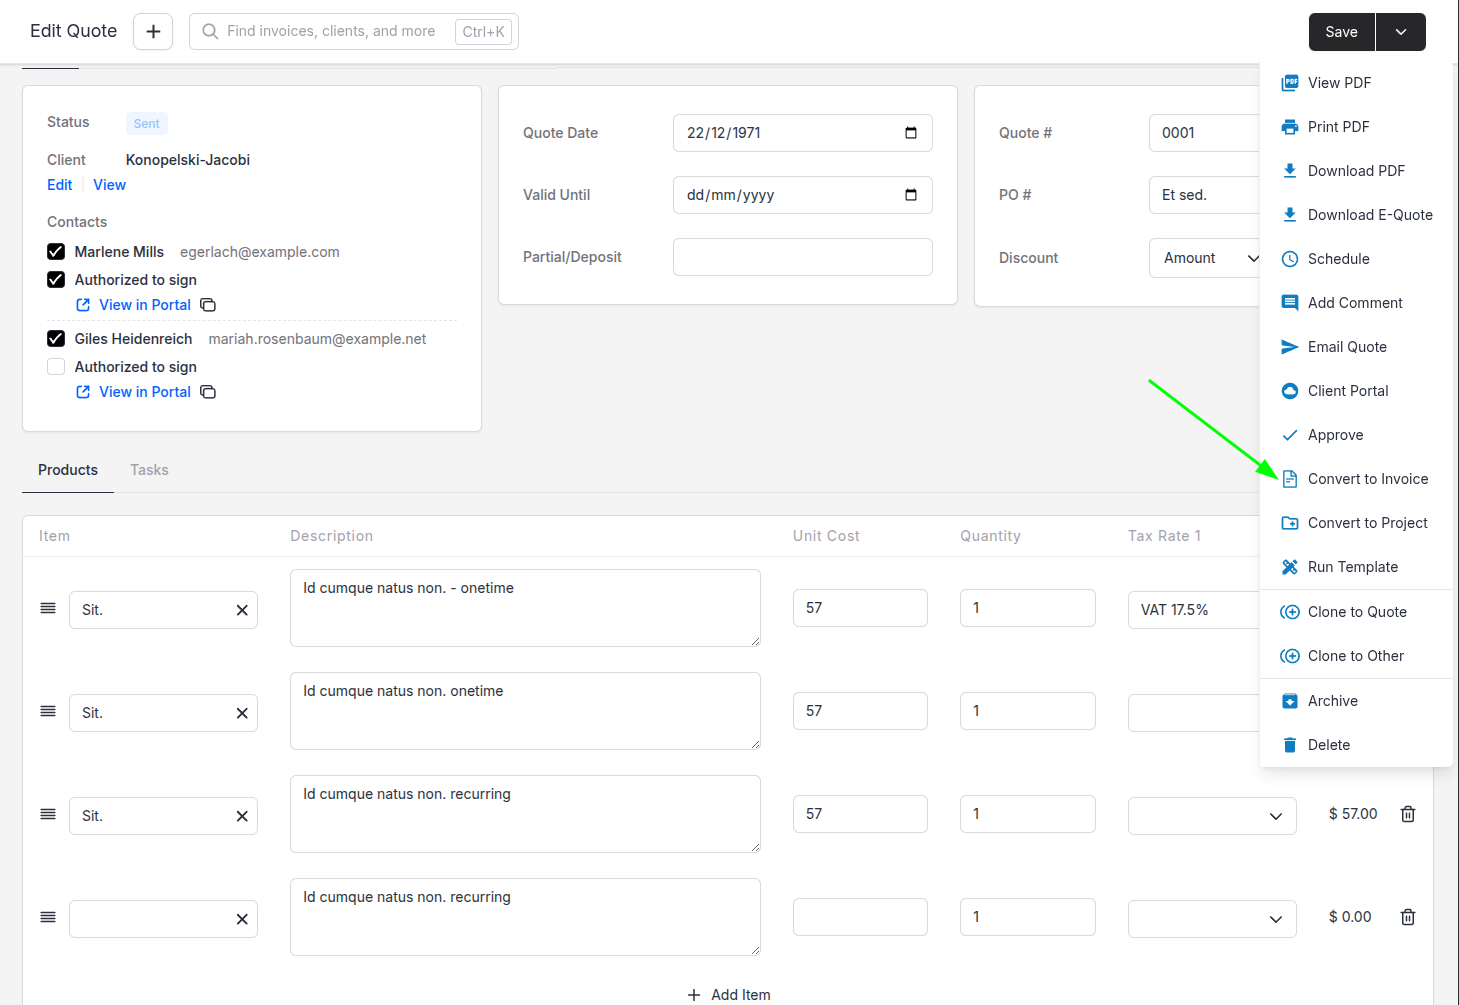 Edit Quote
Find invoices, clients, and more Ctrl+K
Save
Status Sent
Client Konopelski-Jacobi
Edit View
Contacts
Marlene Mills egerlach@example.com
Authorized to sign
View in Portal
Giles Heidenreich mariah.rosenbaum@example.net
Authorized to sign
View in Portal
Quote Date 22/12/1971
Valid Until dd/mm/yyyy
Partial/Deposit
Quote # 0001
PO # Et sed.
Discount Amount
View PDF
Print PDF
Download PDF
Download E-Quote
Schedule
Add Comment
Email Quote
Client Portal
Approve
Convert to Invoice
Convert to Project
Run Template
Clone to Quote
Clone to Other
Archive
Delete
Products Tasks
Item Description Unit Cost Quantity Tax Rate 1
Sit. Id cumque natus non. - onetime 57 1 VAT 17.5%
Sit. Id cumque natus non. onetime 57 1
Sit. Id cumque natus non. recurring 57 1 $ 57.00
Id cumque natus non. recurring 1 $ 0.00
Add Item